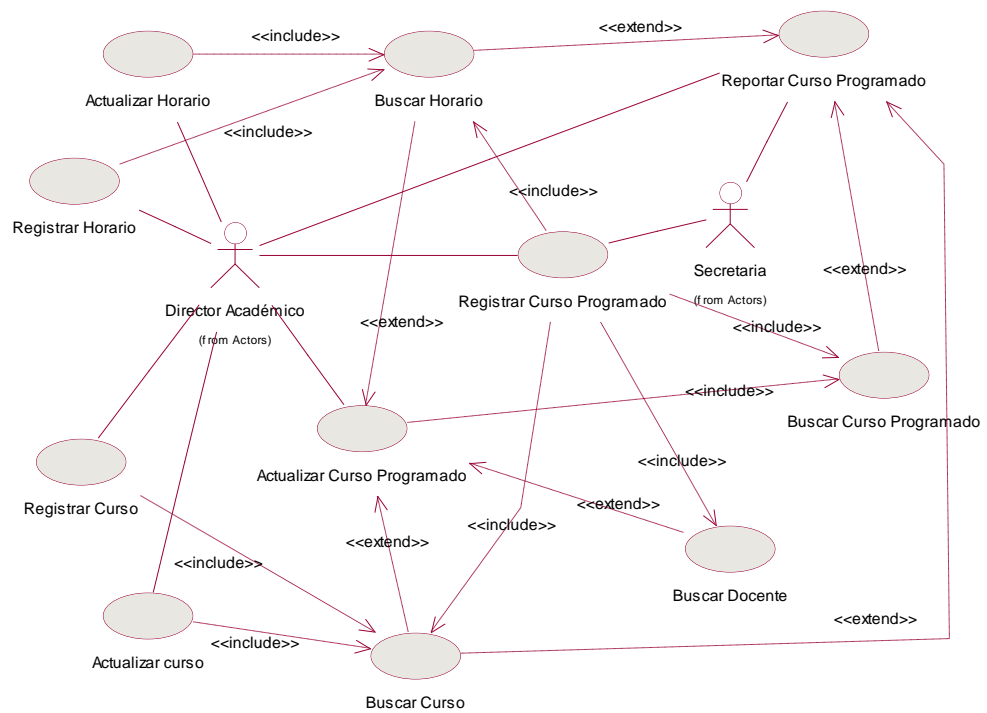 <<include>>
<<extend>>
Reportar Curso Programado
Actualizar Horario
Buscar Horario
<<include>>
<<include>>
Registrar Horario
Secretaria
(from Actors)
<<extend>>
Registrar Curso Programado
Director Académico
(from Actors)
<<extend>>
<<include>>
<<include>>
Buscar Curso Programado
Actualizar Curso Programado
<<include>>
Registrar Curso
<<extend>>
<<include>>
<<extend>>
<<include>>
Buscar Docente
<<extend>>
<<include>>
Actualizar curso
Buscar Curso